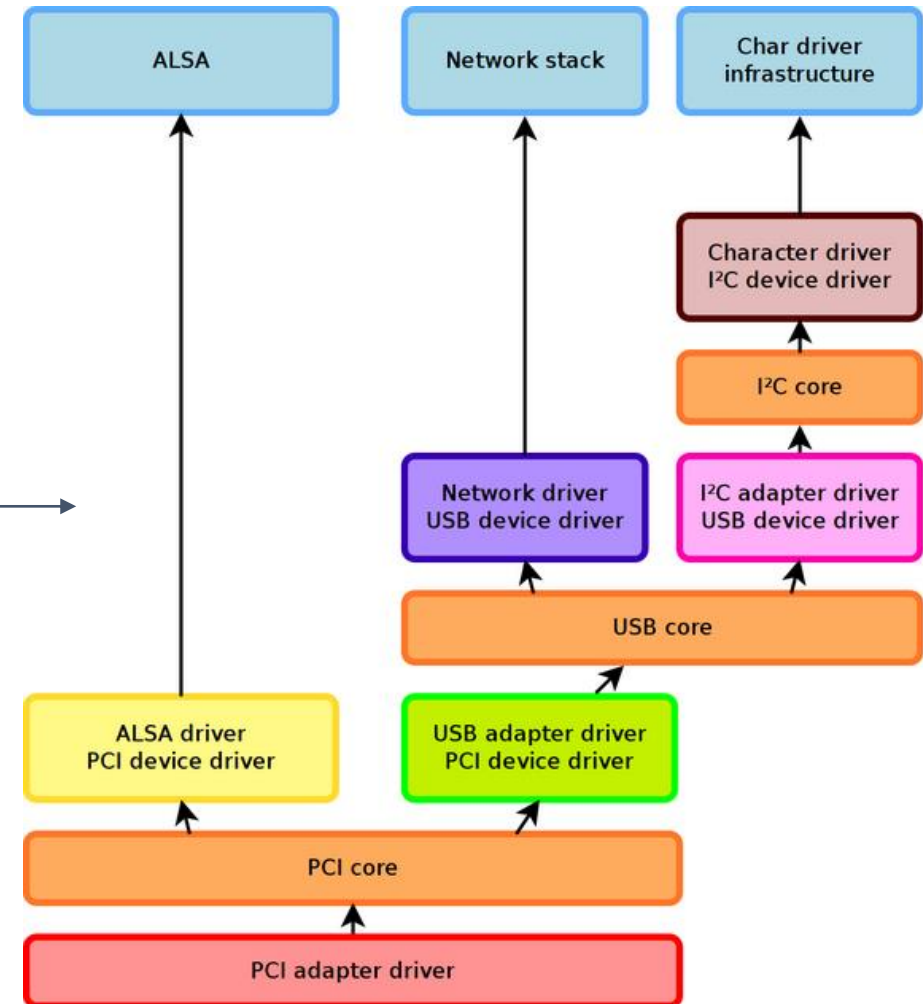 ALSA
Network stack
Char driver
infrastructure
Character driver
I²C device driver
I²C core
Network driver
USB device driver
I²C adapter driver
USB device driver
USB core
ALSA driver
PCI device driver
USB adapter driver
PCI device driver
PCI core
PCI adapter driver